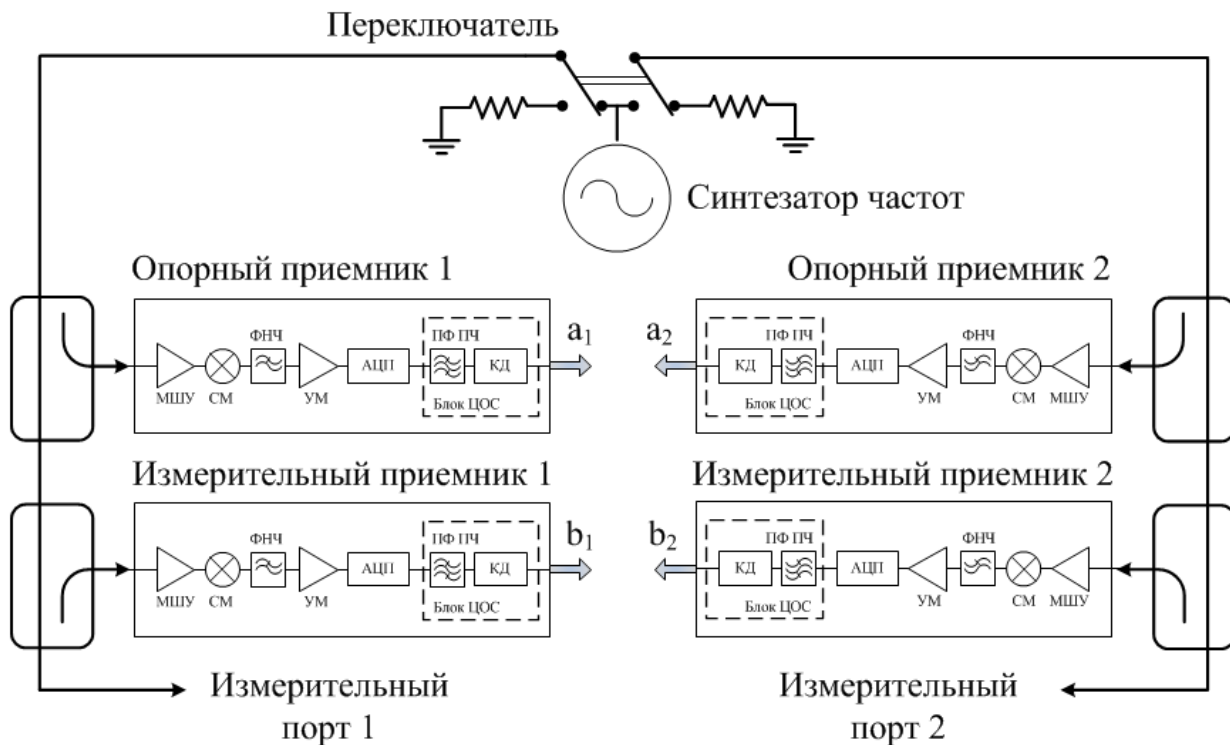 Переключатель
Синтезатор частот
Опорный приемник 1
Опорный приемник 2
МШУ
СМ
ФНЧ
УМ
АЦП
ПФ ПЧ
КД
Блок ЦОС
a1
a2
КД
ПФ ПЧ
Блок ЦОС
АЦП
УМ
ФНЧ
СМ
МШУ
Измерительный приемник 1
Измерительный приемник 2
МШУ
СМ
ФНЧ
УМ
АЦП
ПФ ПЧ
КД
Блок ЦОС
b1
b2
КД
ПФ ПЧ
Блок ЦОС
АЦП
УМ
ФНЧ
СМ
МШУ
Измерительный
порт 1
Измерительный
порт 2